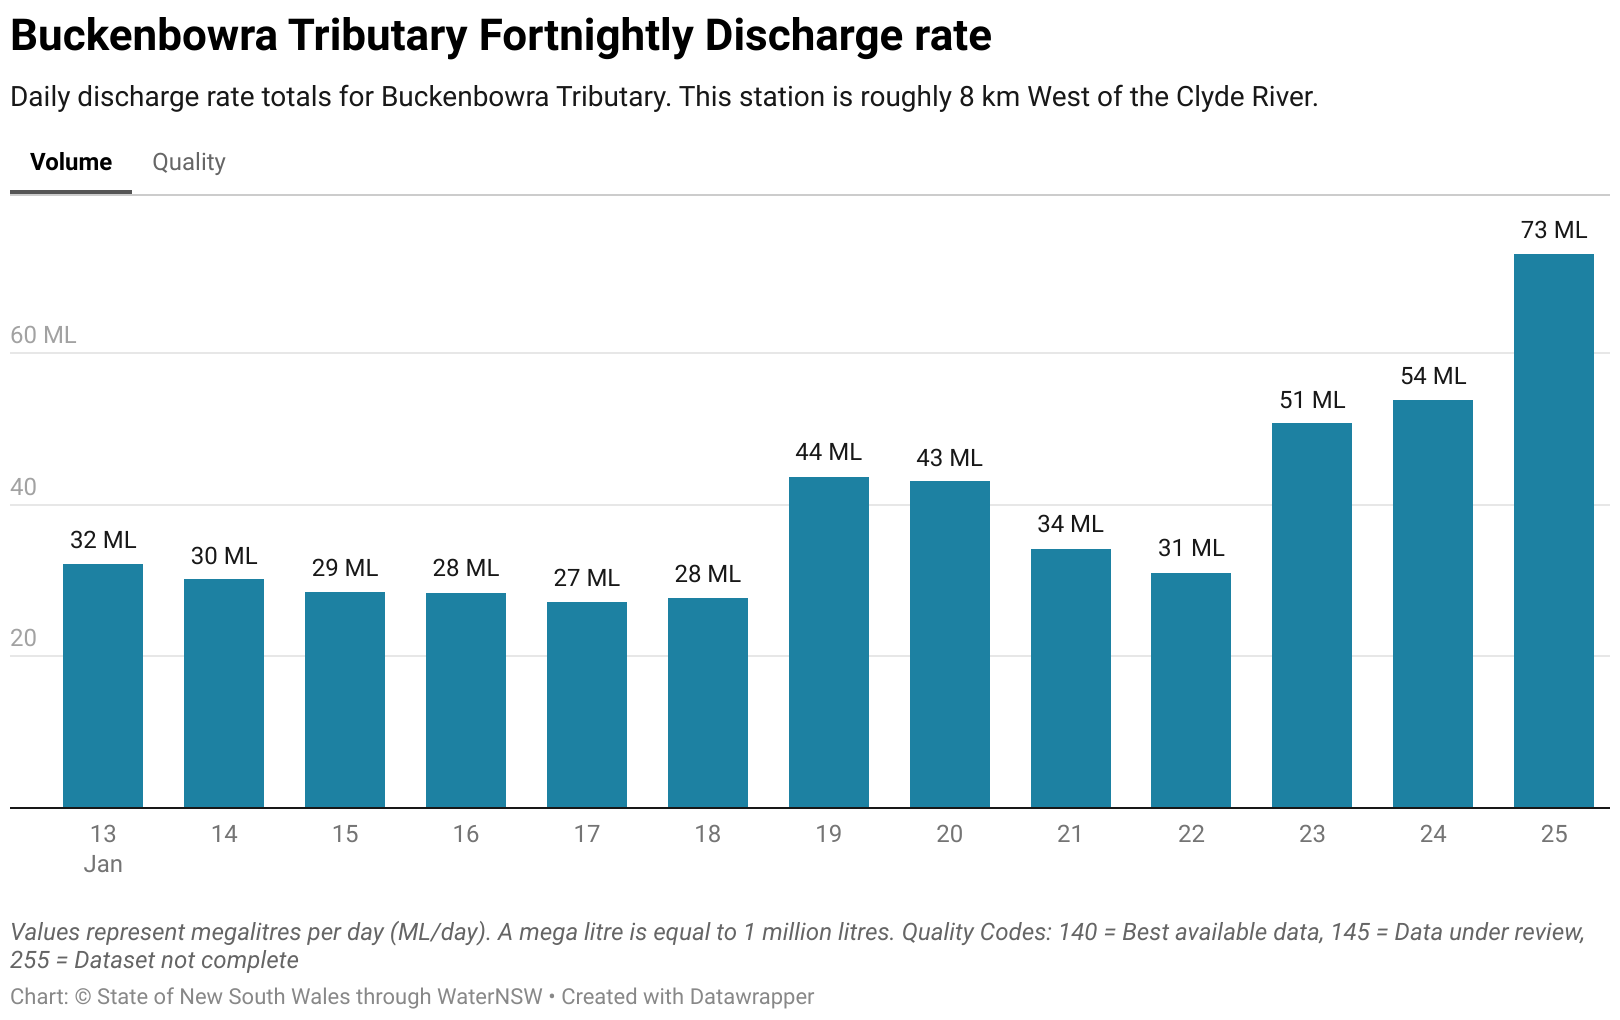 Buckenbowra Tributary Fortnightly Discharge rate
Daily discharge rate totals for Buckenbowra Tributary. This station is roughly 8 km West of the Clyde River.
Volume Quality
73 ML
60 ML
54 ML
51 ML
44 ML
43 ML
40
34 ML
32 ML
31 ML
30 ML
29 ML
28 ML
27 ML
28 ML
20
13 14 15 16 17 18 19 20 21 22 23 24 25
Jan
Values represent megalitres per day (ML/day). A mega litre is equal to 1 million litres. Quality Codes: 140 = Best available data, 145 = Data under review,
255 = Dataset not complete
Chart: © State of New South Wales through WaterNSW • Created with Datawrapper